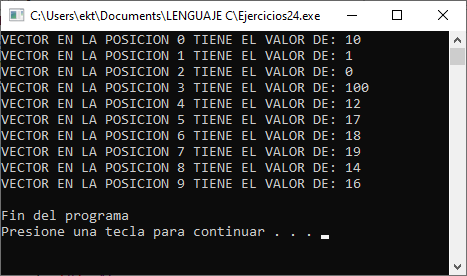 C:\Users\ekt\Documents\LENGUAJE C\Ejercicios24.exe
VECTOR EN LA POSICION 0 TIENE EL VALOR DE: 10
VECTOR EN LA POSICION 1 TIENE EL VALOR DE: 1
VECTOR EN LA POSICION 2 TIENE EL VALOR DE: 0
VECTOR EN LA POSICION 3 TIENE EL VALOR DE: 100
VECTOR EN LA POSICION 4 TIENE EL VALOR DE: 12
VECTOR EN LA POSICION 5 TIENE EL VALOR DE: 17
VECTOR EN LA POSICION 6 TIENE EL VALOR DE: 18
VECTOR EN LA POSICION 7 TIENE EL VALOR DE: 19
VECTOR EN LA POSICION 8 TIENE EL VALOR DE: 14
VECTOR EN LA POSICION 9 TIENE EL VALOR DE: 16
Fin del programa
Presione una tecla para continuar . . .